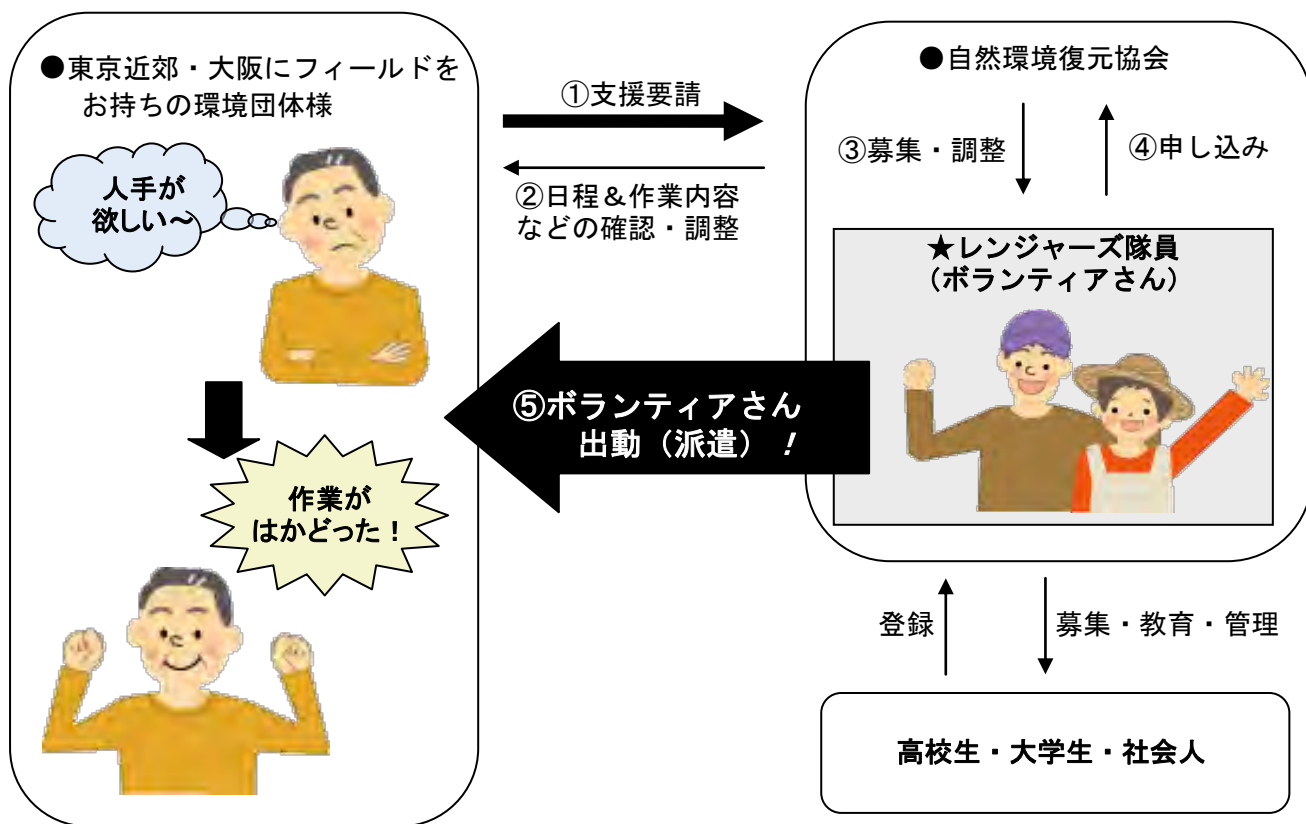 ●東京近郊・大阪にフィールドを
お持ちの環境団体様
人手が
欲しい～
作業が
はかどった！
①支援要請
②日程＆作業内容
などの確認・調整
⑤ボランティアさん
出動（派遣）！
●自然環境復元協会
③募集・調整
④申し込み
★レンジャーズ隊員
（ボランティアさん）
登録
募集・教育・管理
高校生・大学生・社会人